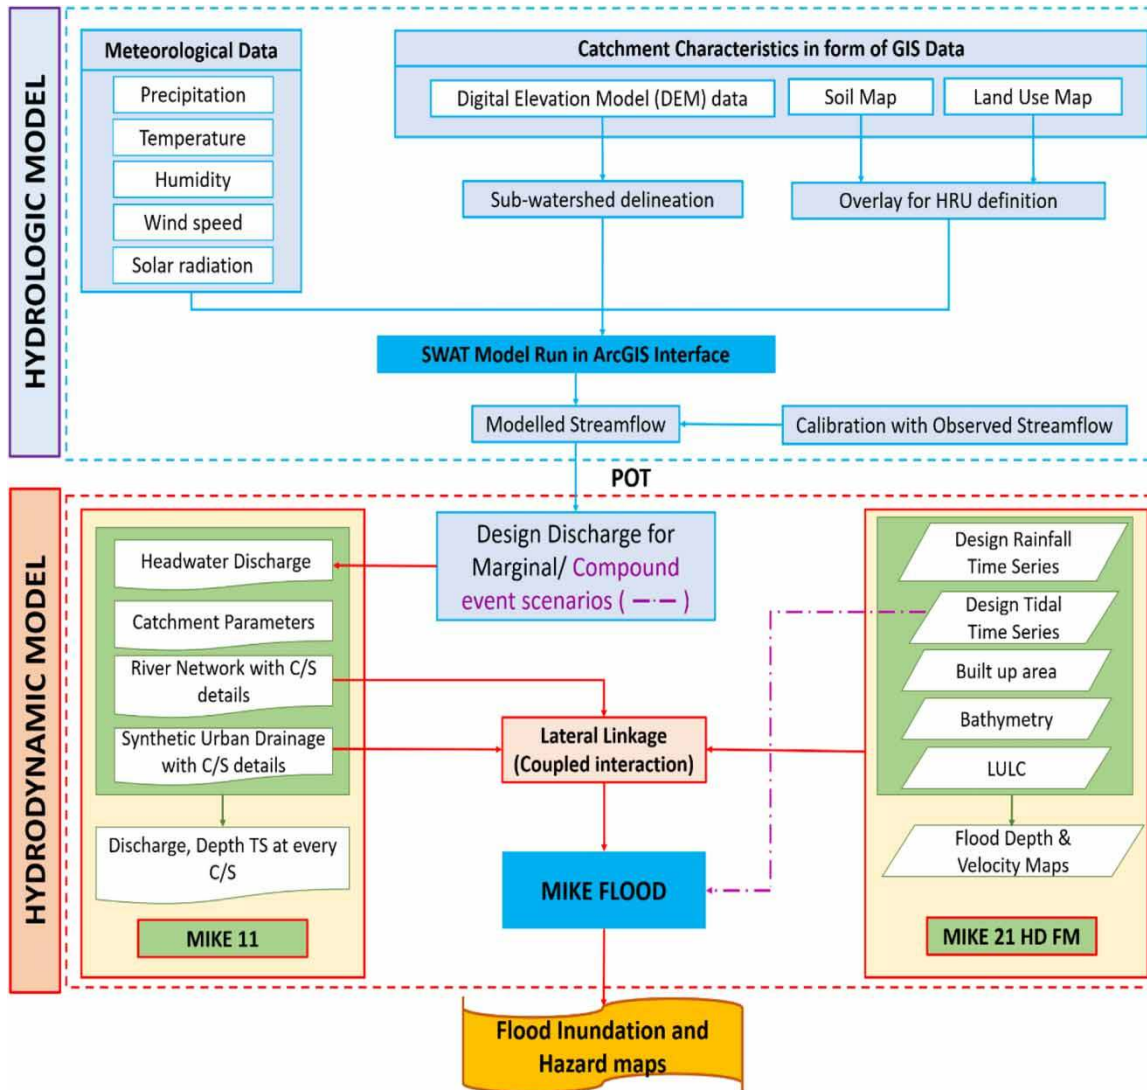 HYDROLOGIC MODEL
Meteorological Data
Precipitation
Temperature
Humidity
Wind speed
Solar radiation
Catchment Characteristics in form of GIS Data
Digital Elevation Model (DEM) data
Soil Map
Land Use Map
Sub-watershed delineation
Overlay for HRU definition
SWAT Model Run in ArcGIS Interface
Modelled Streamflow
Calibration with Observed Streamflow
POT
HYDRODYNAMIC MODEL
Headwater Discharge
Catchment Parameters
River Network with C/S
details
Synthetic Urban Drainage
with C/S details
Discharge, Depth TS at every
C/S
MIKE 11
Design Discharge for
Marginal/ Compound
event scenarios ( —·— )
Lateral Linkage
(Coupled interaction)
MIKE FLOOD
Design Rainfall
Time Series
Design Tidal
Time Series
Built up area
Bathymetry
LULC
Flood Depth &
Velocity Maps
MIKE 21 HD FM
Flood Inundation and
Hazard maps